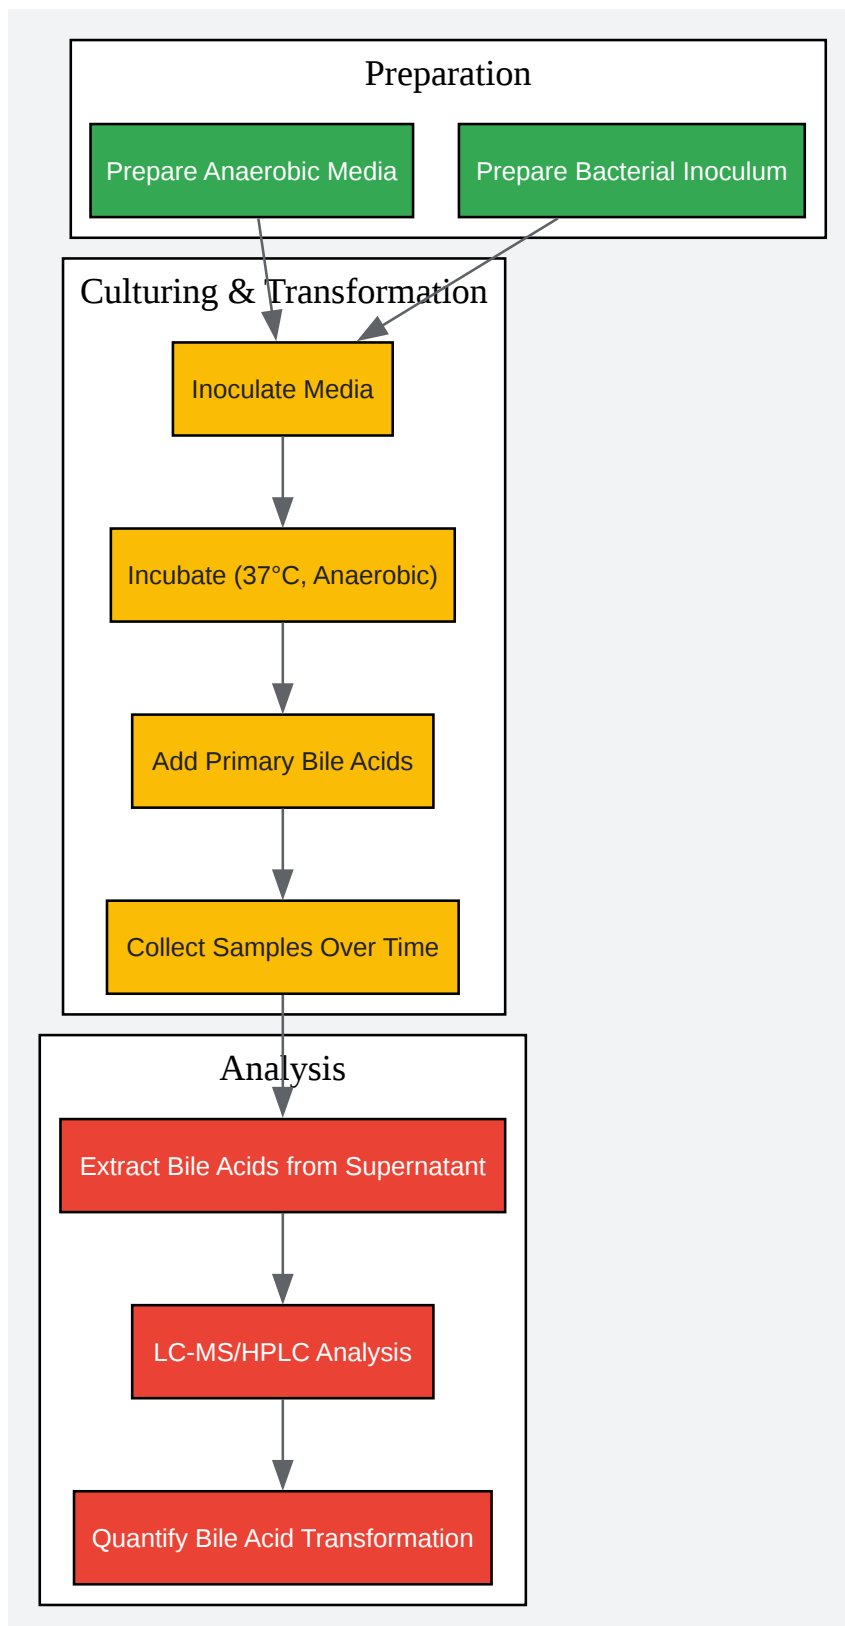 Preparation
Prepare Anaerobic Media
Prepare Bacterial Inoculum
Culturing & Transformation
Inoculate Media
Incubate (37°C, Anaerobic)
Add Primary Bile Acids
Collect Samples Over Time
Analysis
Extract Bile Acids from Supernatant
LC-MS/HPLC Analysis
Quantify Bile Acid Transformation